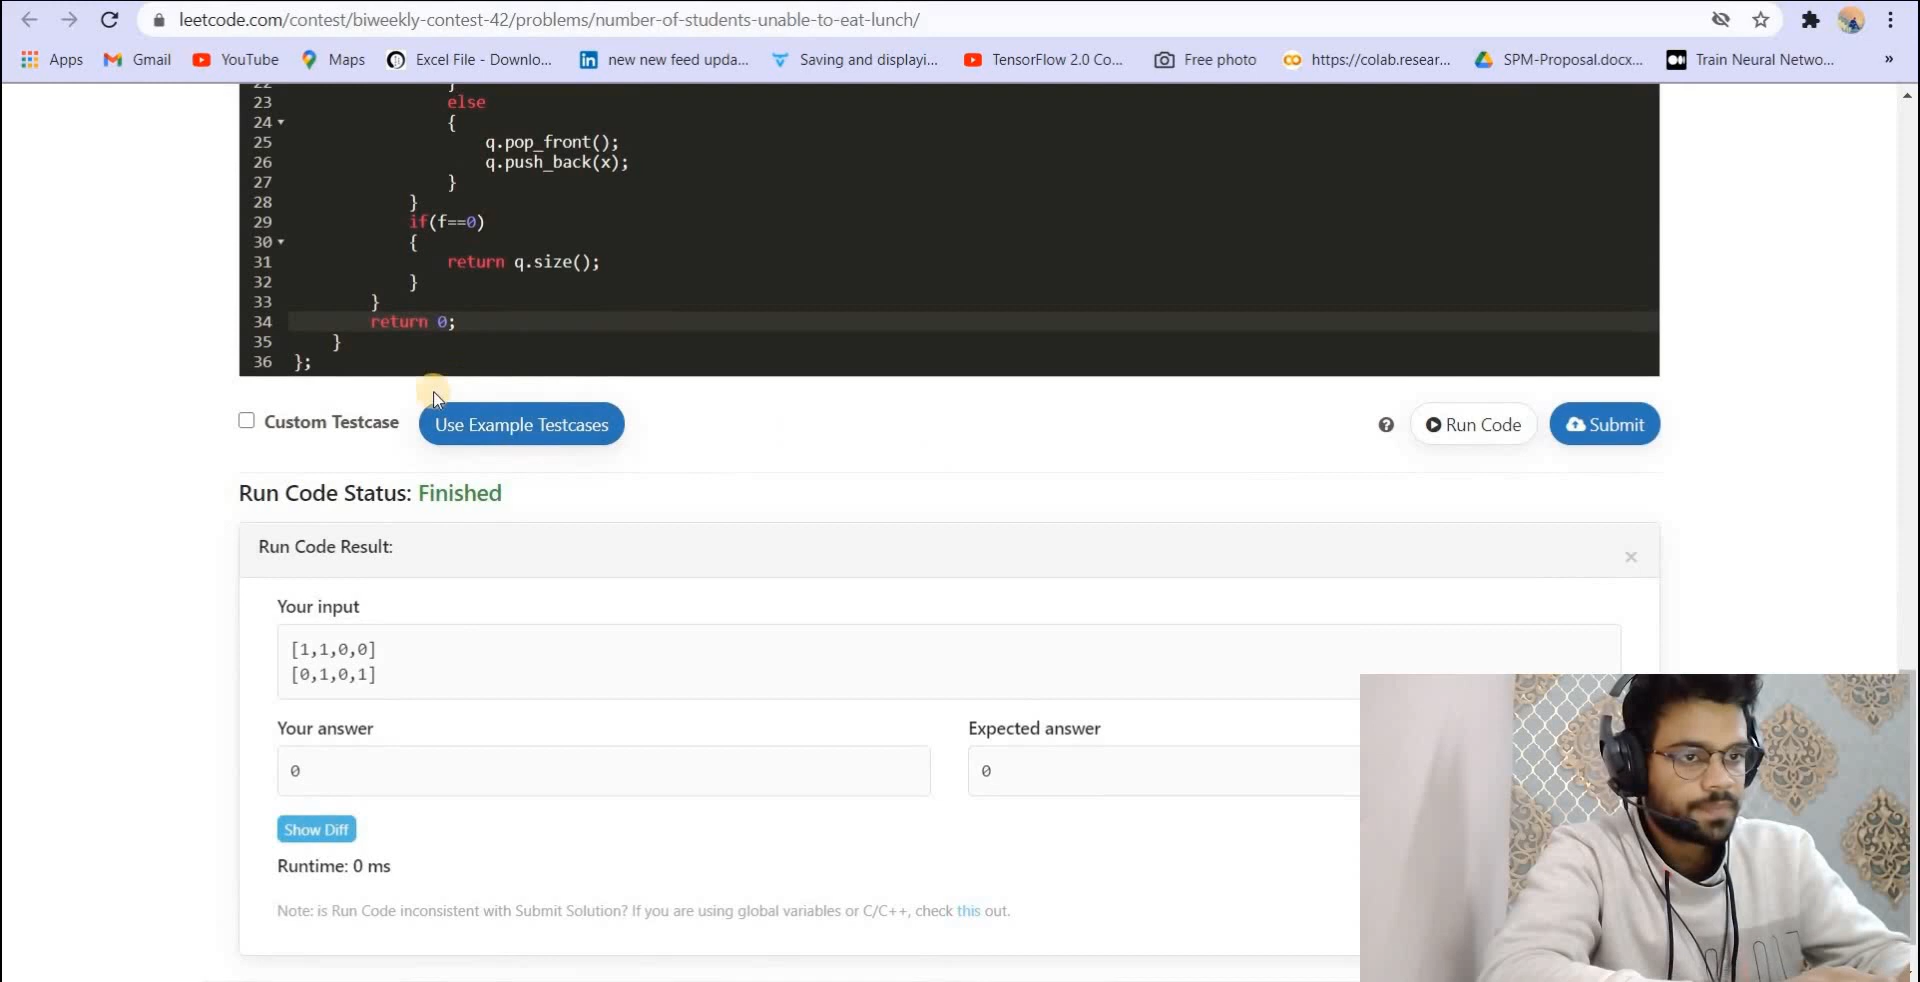 leetcode.com/contest/biweekly-contest-42/problems/number-of-students-unable-to-eat-lunch/
Apps Gmail YouTube Maps Excel File - Downlo... new new feed upda... Saving and displayi... TensorFlow 2.0 Co... Free photo https://colab.resear... SPM-Proposal.docx... Train Neural Netwo... »
22 }
23 else
24 {
25 q.pop_front();
26 q.push_back(x);
27 }
28 }
29 if(f==0)
30 {
31 return q.size();
32 }
33 }
34 return 0;
35 }
36 };
Custom Testcase Use Example Testcases ? Run Code Submit
Run Code Status: Finished
Run Code Result: ×
Your input
[1,1,0,0]
[0,1,0,1]
Your answer Expected answer
0 0
Show Diff
Runtime: 0 ms
Note: is Run Code inconsistent with Submit Solution? If you are using global variables or C/C++, check this out.